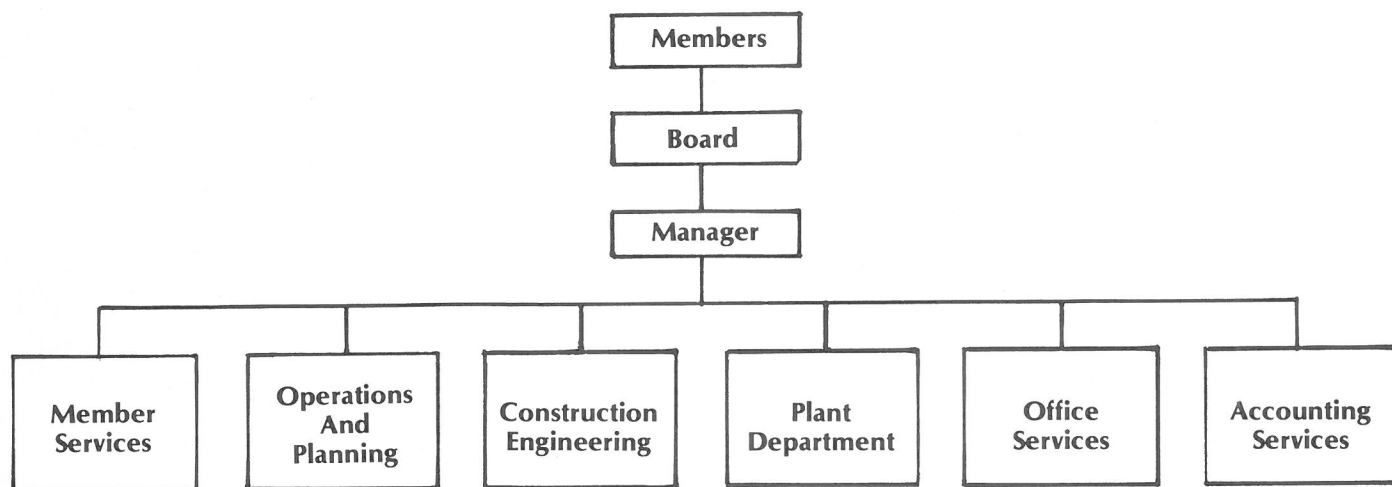 Members
Board
Manager
Member
Services
Operations
And
Planning
Construction
Engineering
Plant
Department
Office
Services
Accounting
Services